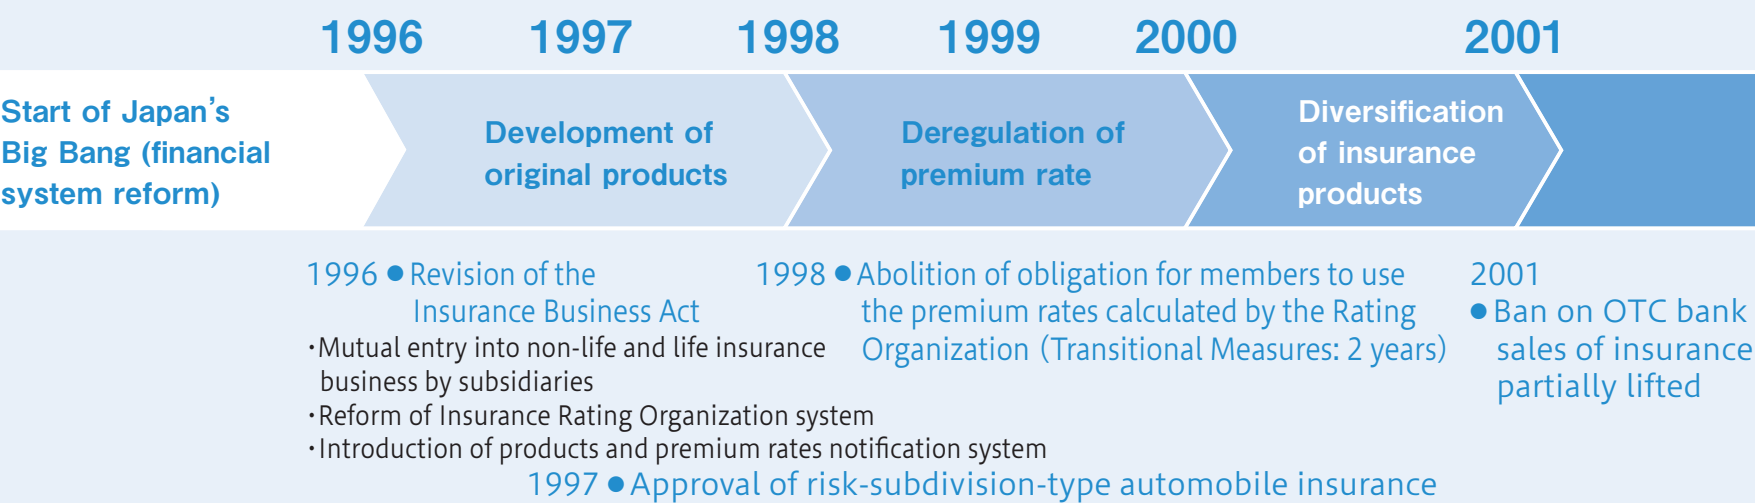 1996 1997 1998 1999 2000 2001
Start of Japan's
Big Bang (financial
system reform)
Development of
original products
Deregulation of
premium rate
Diversification
of insurance
products
1996 ●Revision of the
Insurance Business Act
・Mutual entry into non-life and life insurance
business by subsidiaries
・Reform of Insurance Rating Organization system
・Introduction of products and premium rates notification system
1997 ●Approval of risk-subdivision-type automobile insurance
1998 ●Abolition of obligation for members to use
the premium rates calculated by the Rating
Organization (Transitional Measures: 2 years)
2001
●Ban on OTC bank
sales of insurance
partially lifted